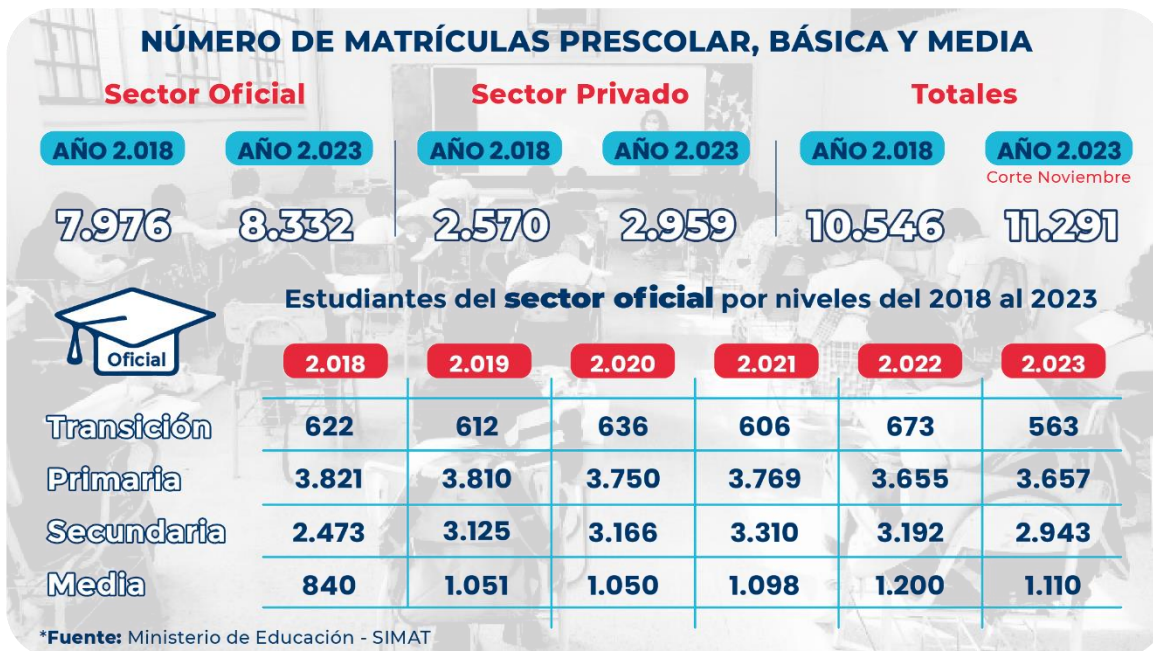 NÚMERO DE MATRÍCULAS PRESCOLAR, BÁSICA Y MEDIA
Sector Oficial Sector Privado Totales
AÑO 2.018 AÑO 2.023 AÑO 2.018 AÑO 2.023 AÑO 2.018 AÑO 2.023
Corte Noviembre
7.976 8.332 2.570 2.959 10.546 11.291
Estudiantes del sector oficial por niveles del 2018 al 2023
Oficial
2.018 2.019 2.020 2.021 2.022 2.023
Transición 622 612 636 606 673 563
Primaria 3.821 3.810 3.750 3.769 3.655 3.657
Secundaria 2.473 3.125 3.166 3.310 3.192 2.943
Media 840 1.051 1.050 1.098 1.200 1.110
*Fuente: Ministerio de Educación - SIMAT